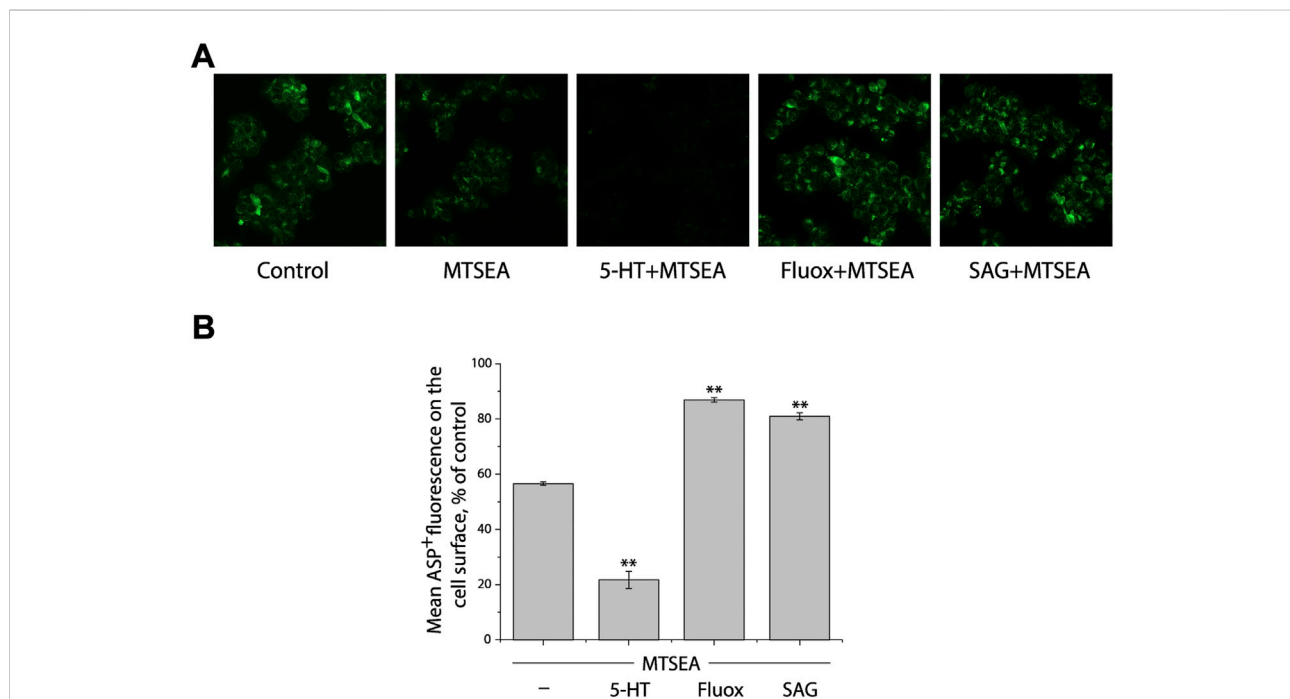 A
Control MTSEA 5-HT+MTSEA Fluox+MTSEA SAG+MTSEA
B
Mean ASP+ fluorescence on the
cell surface, % of control
100
80
60
40
20
0
** ** **
MTSEA
– 5-HT Fluox SAG